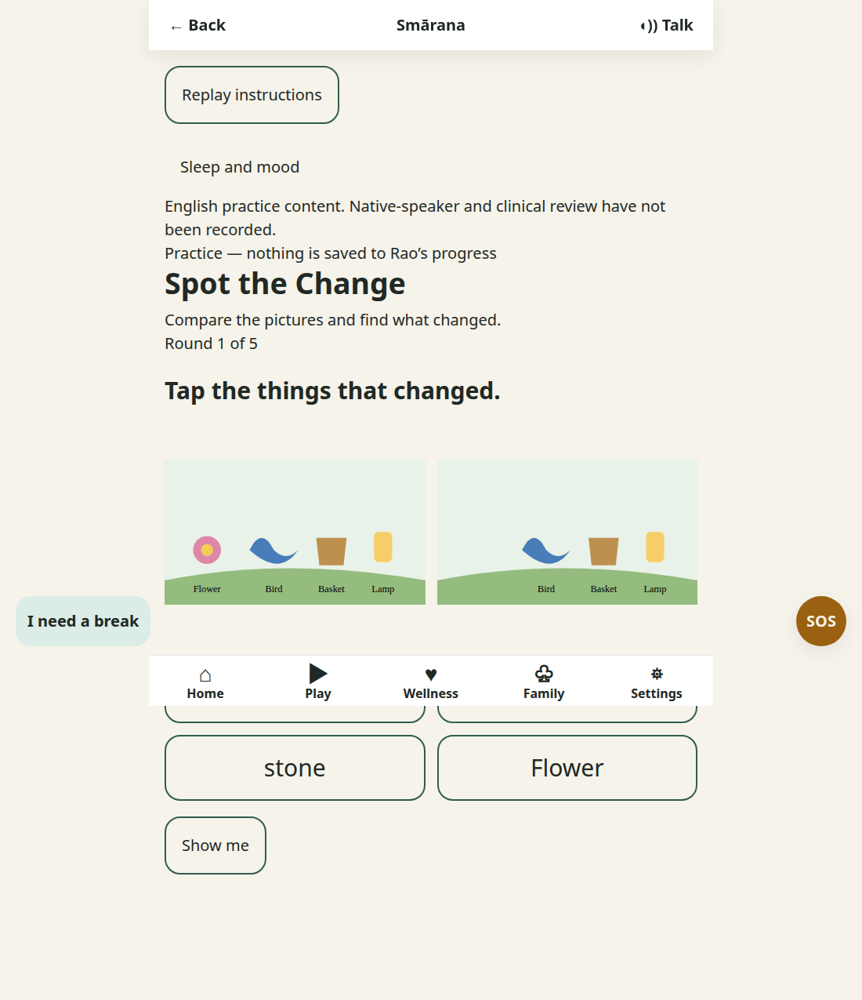 ← Back
Smārana
Talk
Replay instructions
Sleep and mood
English practice content. Native-speaker and clinical review have not
been recorded.
Practice — nothing is saved to Rao’s progress
Spot the Change
Compare the pictures and find what changed.
Round 1 of 5
Tap the things that changed.
Flower Bird Basket Lamp
Bird Basket Lamp
I need a break
SOS
Home
Play
Wellness
Family
Settings
stone
Flower
Show me